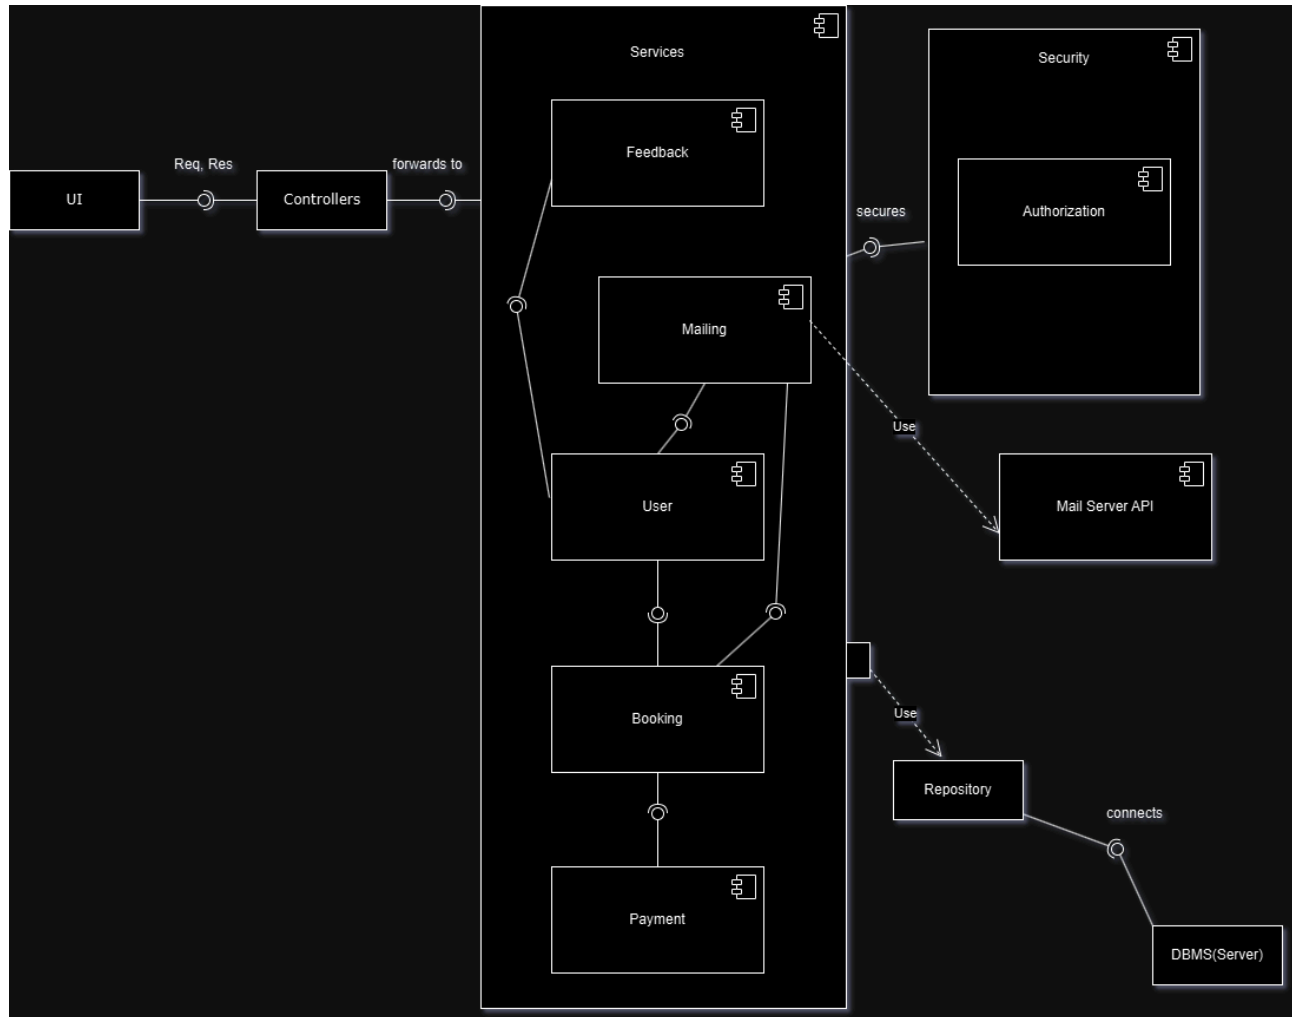 Services
Security
Feedback
Req, Res
forwards to
UI
Controllers
Authorization
secures
Mailing
Use
User
Mail Server API
Booking
Use
Repository
connects
Payment
DBMS(Server)